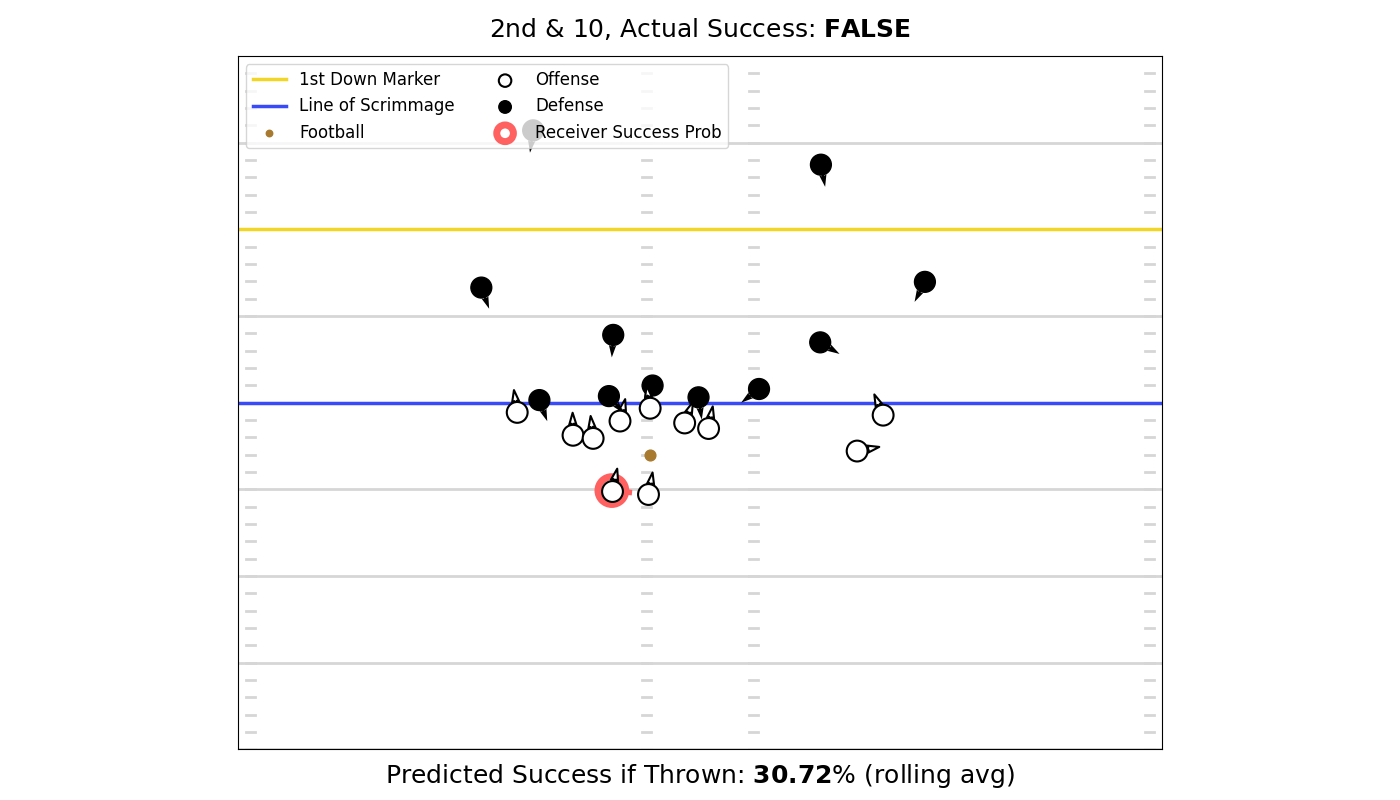 2nd & 10, Actual Success: FALSE
1st Down Marker
Line of Scrimmage
Football
Offense
Defense
Receiver Success Prob
Predicted Success if Thrown: 30.72% (rolling avg)